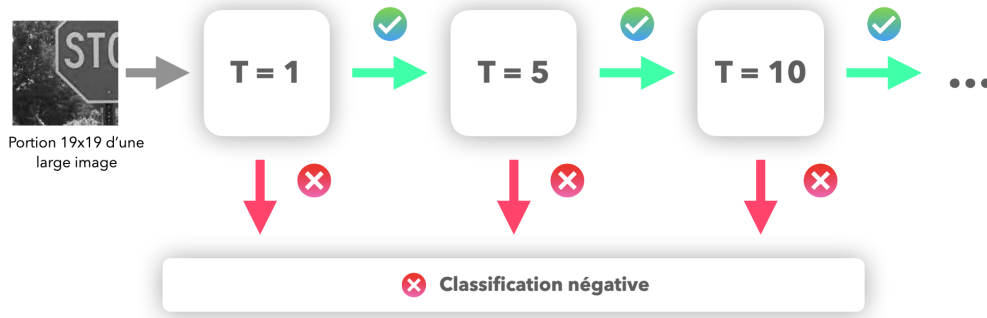 STO
T = 1
T = 5
T = 10
...
Portion 19x19 d'une
large image
Classification négative